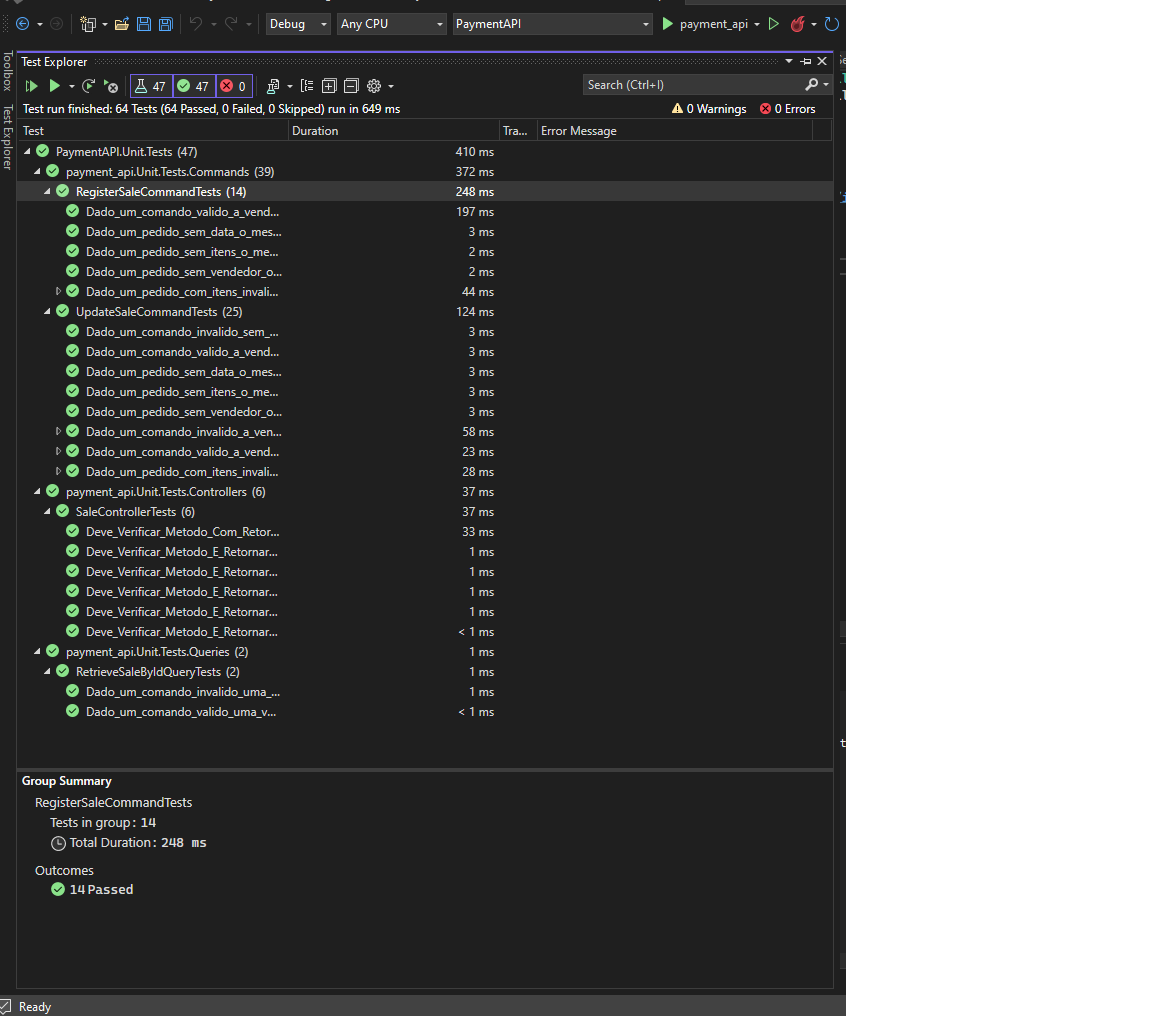 Debug Any CPU PaymentAPI payment_api
Toolbox
Test Explorer
Test Explorer
47 47 0
Search (Ctrl+I)
Test run finished: 64 Tests (64 Passed, 0 Failed, 0 Skipped) run in 649 ms 0 Warnings 0 Errors
Test Duration Tra... Error Message
PaymentAPI.Unit.Tests (47) 410 ms
payment_api.Unit.Tests.Commands (39) 372 ms
RegisterSaleCommandTests (14) 248 ms
Dado_um_comando_valido_a_vend... 197 ms
Dado_um_pedido_sem_data_o_mes... 3 ms
Dado_um_pedido_sem_itens_o_me... 2 ms
Dado_um_pedido_sem_vendedor_o... 2 ms
Dado_um_pedido_com_itens_invali... 44 ms
UpdateSaleCommandTests (25) 124 ms
Dado_um_comando_invalido_sem_... 3 ms
Dado_um_comando_valido_a_vend... 3 ms
Dado_um_pedido_sem_data_o_mes... 3 ms
Dado_um_pedido_sem_itens_o_me... 3 ms
Dado_um_pedido_sem_vendedor_o... 3 ms
Dado_um_comando_invalido_a_ven... 58 ms
Dado_um_comando_valido_a_vend... 23 ms
Dado_um_pedido_com_itens_invali... 28 ms
payment_api.Unit.Tests.Controllers (6) 37 ms
SaleControllerTests (6) 37 ms
Deve_Verificar_Metodo_Com_Retor... 33 ms
Deve_Verificar_Metodo_E_Retornar... 1 ms
Deve_Verificar_Metodo_E_Retornar... 1 ms
Deve_Verificar_Metodo_E_Retornar... 1 ms
Deve_Verificar_Metodo_E_Retornar... 1 ms
Deve_Verificar_Metodo_E_Retornar... < 1 ms
payment_api.Unit.Tests.Queries (2) 1 ms
RetrieveSaleByIdQueryTests (2) 1 ms
Dado_um_comando_invalido_uma_... 1 ms
Dado_um_comando_valido_uma_v... < 1 ms
Group Summary
RegisterSaleCommandTests
Tests in group: 14
Total Duration: 248 ms
Outcomes
14 Passed
Ready